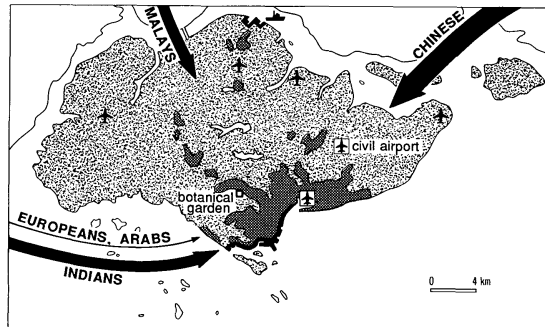 MALAYS
CHINESE
civil airport
botanical
garden
EUROPEANS, ARABS
INDIANS
0 4 km